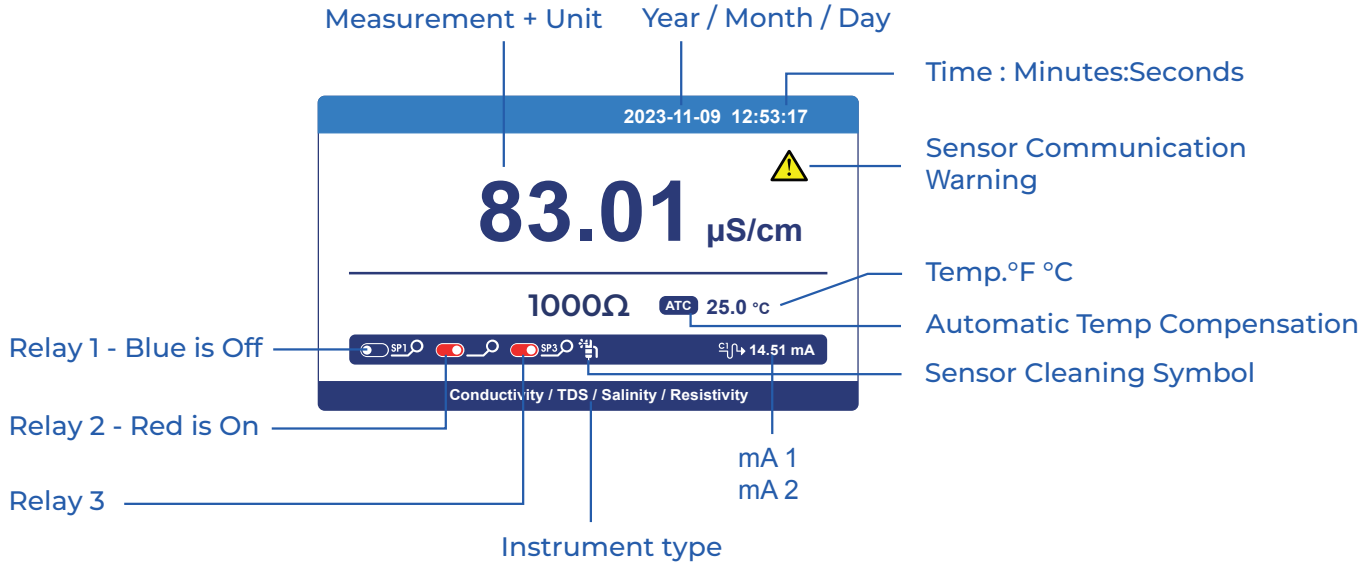 Measurement + Unit
Year / Month / Day
Time : Minutes:Seconds
2023-11-09 12:53:17
Sensor Communication
Warning
83.01 µS/cm
Temp.°F °C
1000Ω ATC 25.0 °C
Automatic Temp Compensation
Relay 1 - Blue is Off
SP1 SP3 14.51 mA
Sensor Cleaning Symbol
Conductivity / TDS / Salinity / Resistivity
Relay 2 - Red is On
mA 1
mA 2
Relay 3
Instrument type